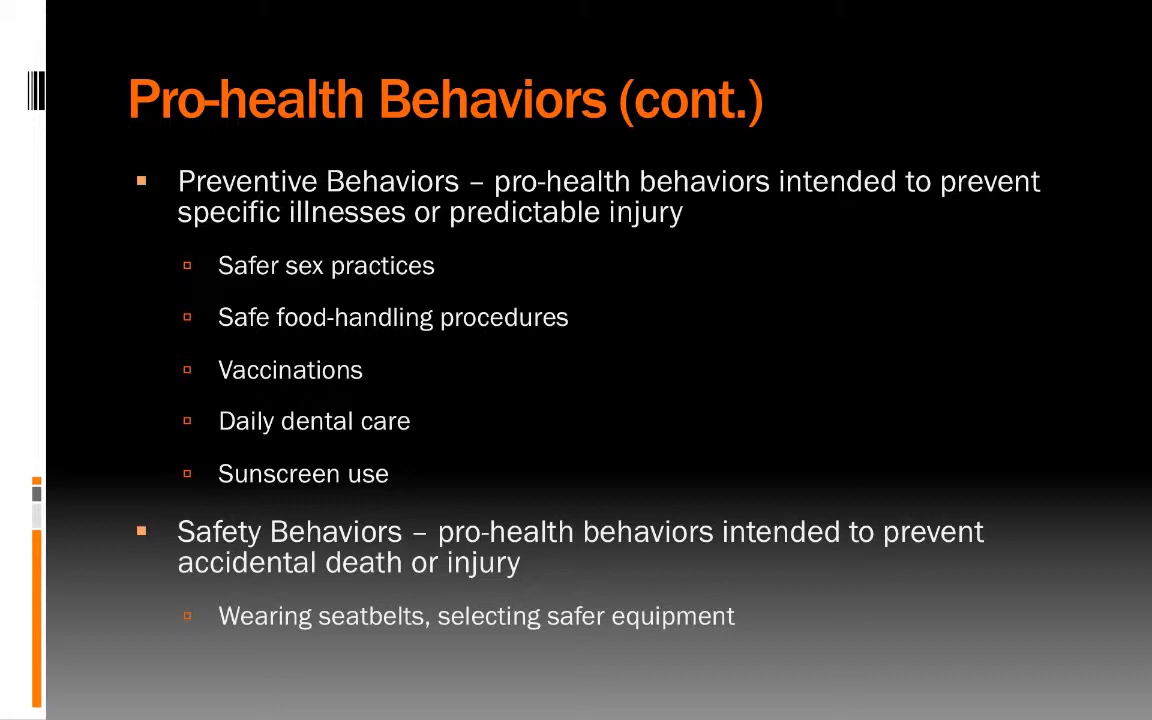 Pro-health Behaviors (cont.)
Preventive Behaviors – pro-health behaviors intended to prevent
specific illnesses or predictable injury
Safer sex practices
Safe food-handling procedures
Vaccinations
Daily dental care
Sunscreen use
Safety Behaviors – pro-health behaviors intended to prevent
accidental death or injury
Wearing seatbelts, selecting safer equipment